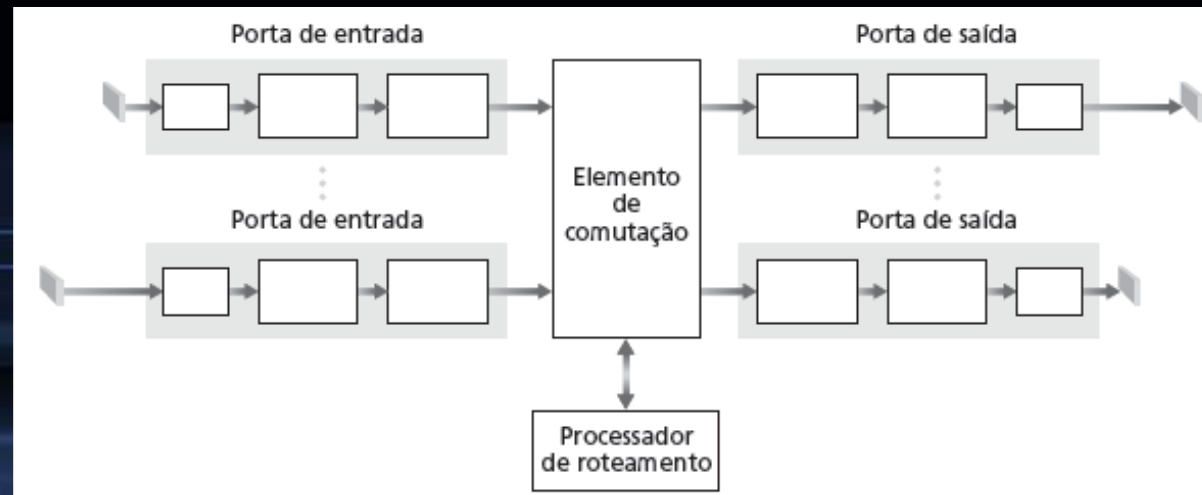 Porta de entrada
Porta de saída
Elemento
de
comutação
Porta de entrada
Porta de saída
Processador
de roteamento